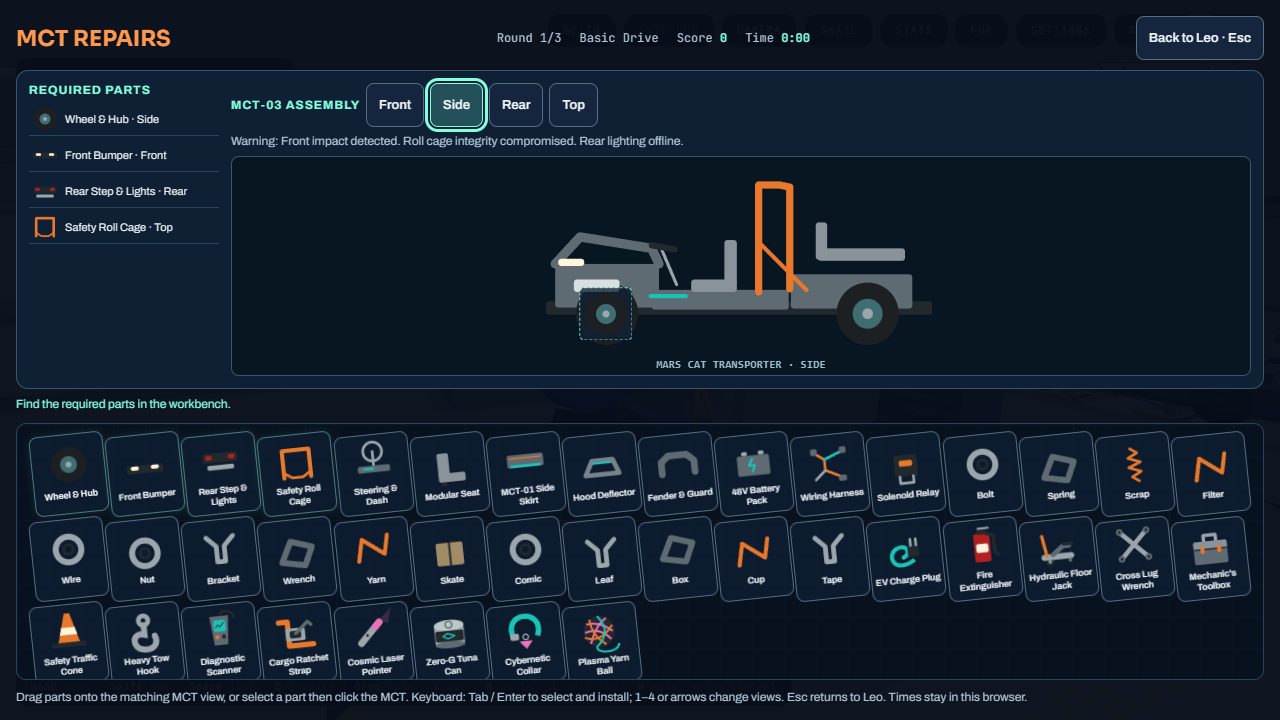 MCT REPAIRS
Round 1/3 Basic Drive Score 0 Time 0:00
Back to Leo · Esc
REQUIRED PARTS
Wheel & Hub · Side
Front Bumper · Front
Rear Step & Lights · Rear
Safety Roll Cage · Top
MCT-03 ASSEMBLY
Front
Side
Rear
Top
Warning: Front impact detected. Roll cage integrity compromised. Rear lighting offline.
MARS CAT TRANSPORTER · SIDE
Find the required parts in the workbench.
Wheel & Hub
Front Bumper
Rear Step &
Lights
Safety Roll
Cage
Steering &
Dash
Modular Seat
MCT-01 Side
Skirt
Hood Deflector
Fender & Guard
48V Battery
Pack
Wiring Harness
Solenoid Relay
Bolt
Spring
Scrap
Filter
Wire
Nut
Bracket
Wrench
Yarn
Skate
Comic
Leaf
Box
Cup
Tape
EV Charge Plug
Fire
Extinguisher
Hydraulic Floor
Jack
Cross Lug
Wrench
Mechanic's
Toolbox
Safety Traffic
Cone
Heavy Tow
Hook
Diagnostic
Scanner
Cargo Ratchet
Strap
Cosmic Laser
Pointer
Zero-G Tuna
Can
Cybernetic
Collar
Plasma Yarn
Ball
Drag parts onto the matching MCT view, or select a part then click the MCT. Keyboard: Tab / Enter to select and install; 1–4 or arrows change views. Esc returns to Leo. Times stay in this browser.